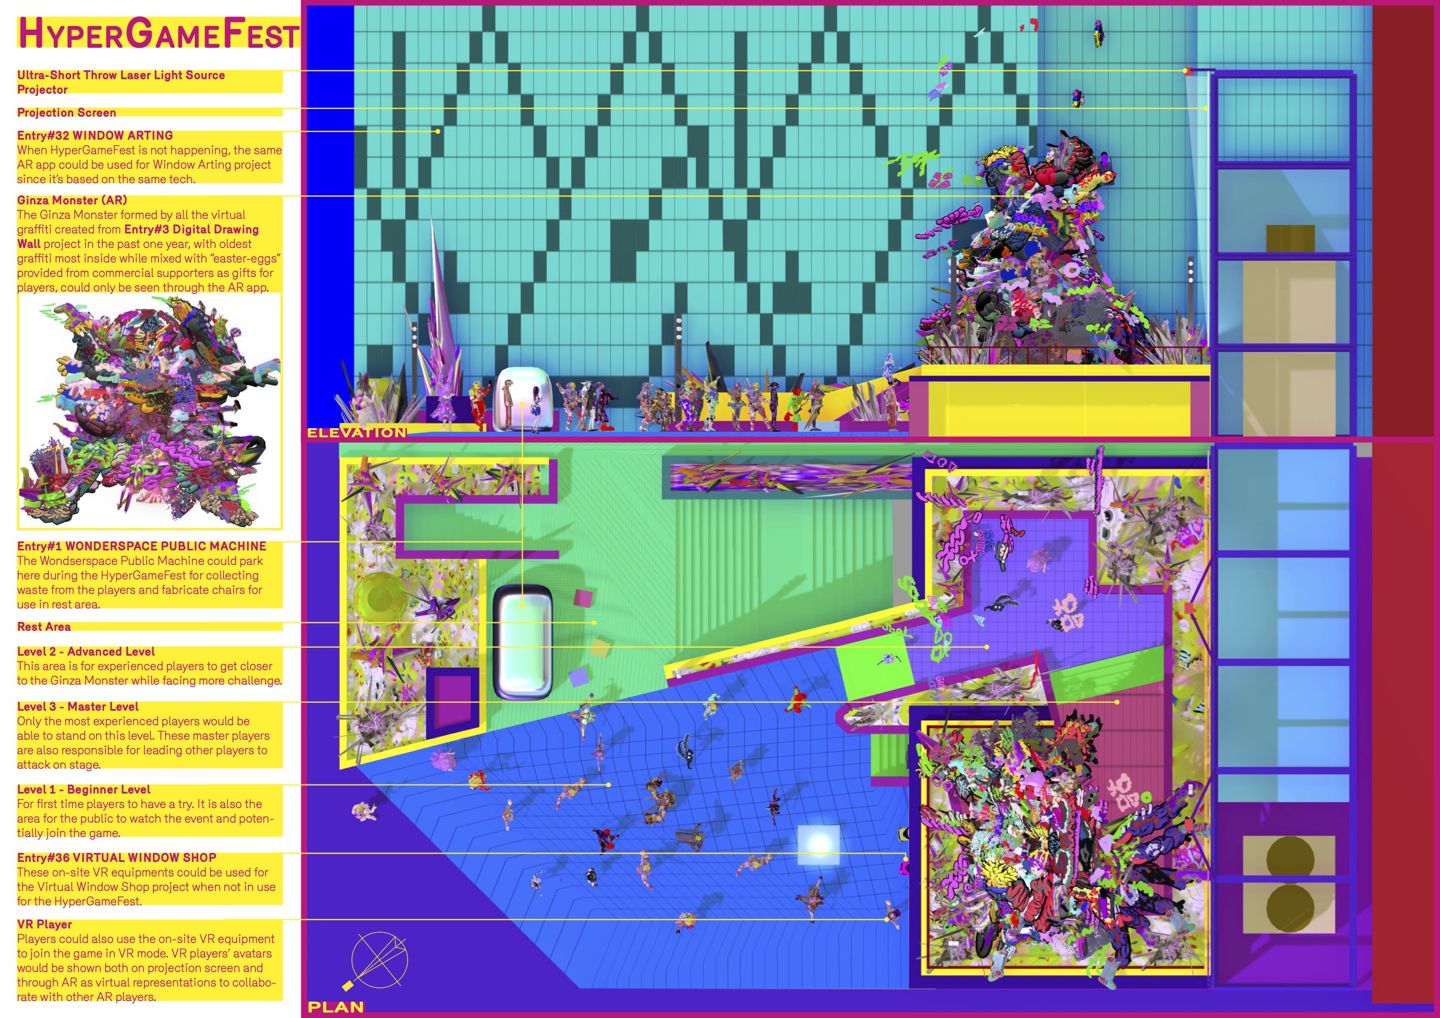 HYPERGAMEFEST
Ultra-Short Throw Laser Light Source
Projector
Projection Screen
Entry#32 WINDOW ARTING
When HyperGameFest is not happening, the same
AR app could be used for Window Arting project
since it's based on the same tech.
Ginza Monster (AR)
The Ginza Monster formed by all the virtual
graffiti created from Entry#3 Digital Drawing
Wall project in the past one year, with oldest
graffiti most inside while mixed with "easter-eggs"
provided from commercial supporters as gifts for
players, could only be seen through the AR app.
Entry#1 WONDERSPACE PUBLIC MACHINE
The Wondserspace Public Machine could park
here during the HyperGameFest for collecting
waste from the players and fabricate chairs for
use in rest area.
Rest Area
Level 2 - Advanced Level
This area is for experienced players to get closer
to the Ginza Monster while facing more challenge.
Level 3 - Master Level
Only the most experienced players would be
able to stand on this level. These master players
are also responsible for leading other players to
attack on stage.
Level 1 - Beginner Level
For first time players to have a try. It is also the
area for the public to watch the event and poten-
tially join the game.
Entry#36 VIRTUAL WINDOW SHOP
These on-site VR equipments could be used for
the Virtual Window Shop project when not in use
for the HyperGameFest.
VR Player
Players could also use the on-site VR equipment
to join the game in VR mode. VR players' avatars
would be shown both on projection screen and
through AR as virtual representations to collabo-
rate with other AR players.
ELEVATION
PLAN